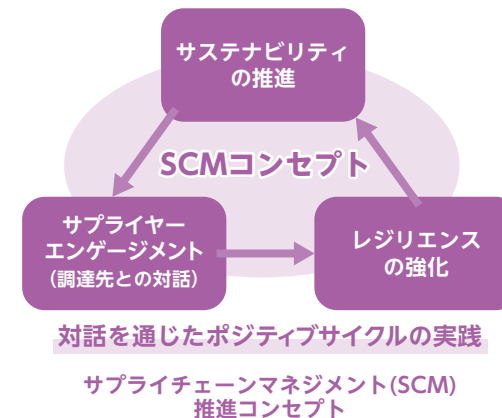 サステナビリティ
の推進
SCMコンセプト
サプライヤー
エンゲージメント
(調達先との対話)
レジリエンス
の強化
対話を通じたポジティブサイクルの実践
サプライチェーンマネジメント(SCM)
推進コンセプト